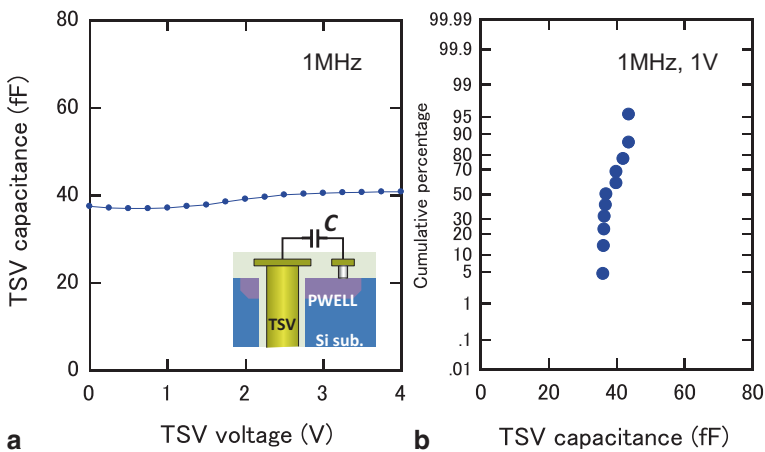 80
60
40
20
0
TSV capacitance (fF)
1MHz
C
PWELL
TSV
Si sub.
0 1 2 3 4
TSV voltage (V)
a
99.99
99.9
99
95
90
80
70
50
30
20
10
5
1
.1
.01
Cumulative percentage
1MHz, 1V
0 20 40 60 80
TSV capacitance (fF)
b